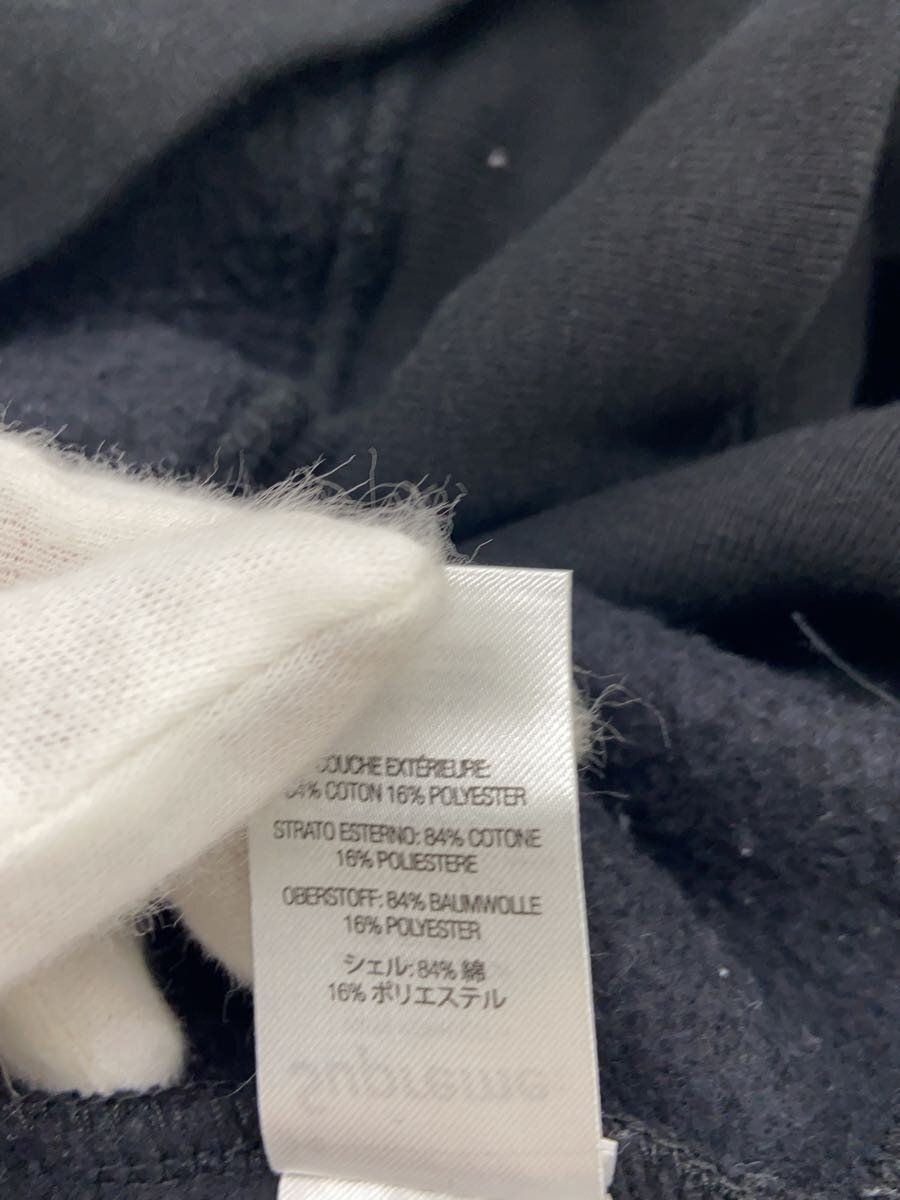 COUCHE EXTÉRIEURE:
84% COTON 16% POLYESTER
STRATO ESTERNO: 84% COTONE
16% POLIESTERE
OBERSTOFF: 84% BAUMWOLLE
16% POLYESTER
シェル: 84% 綿
16% ポリエステル